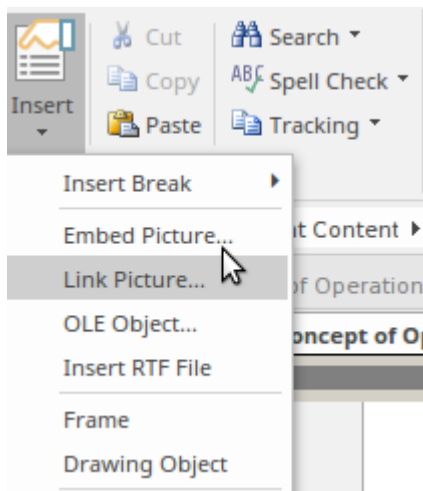 Insert
Cut
Copy
Paste
Search
ABC Spell Check
Tracking
Insert Break
Embed Picture...
Link Picture...
OLE Object...
Insert RTF File
Frame
Drawing Object
t Content
of Operation
oncept of O